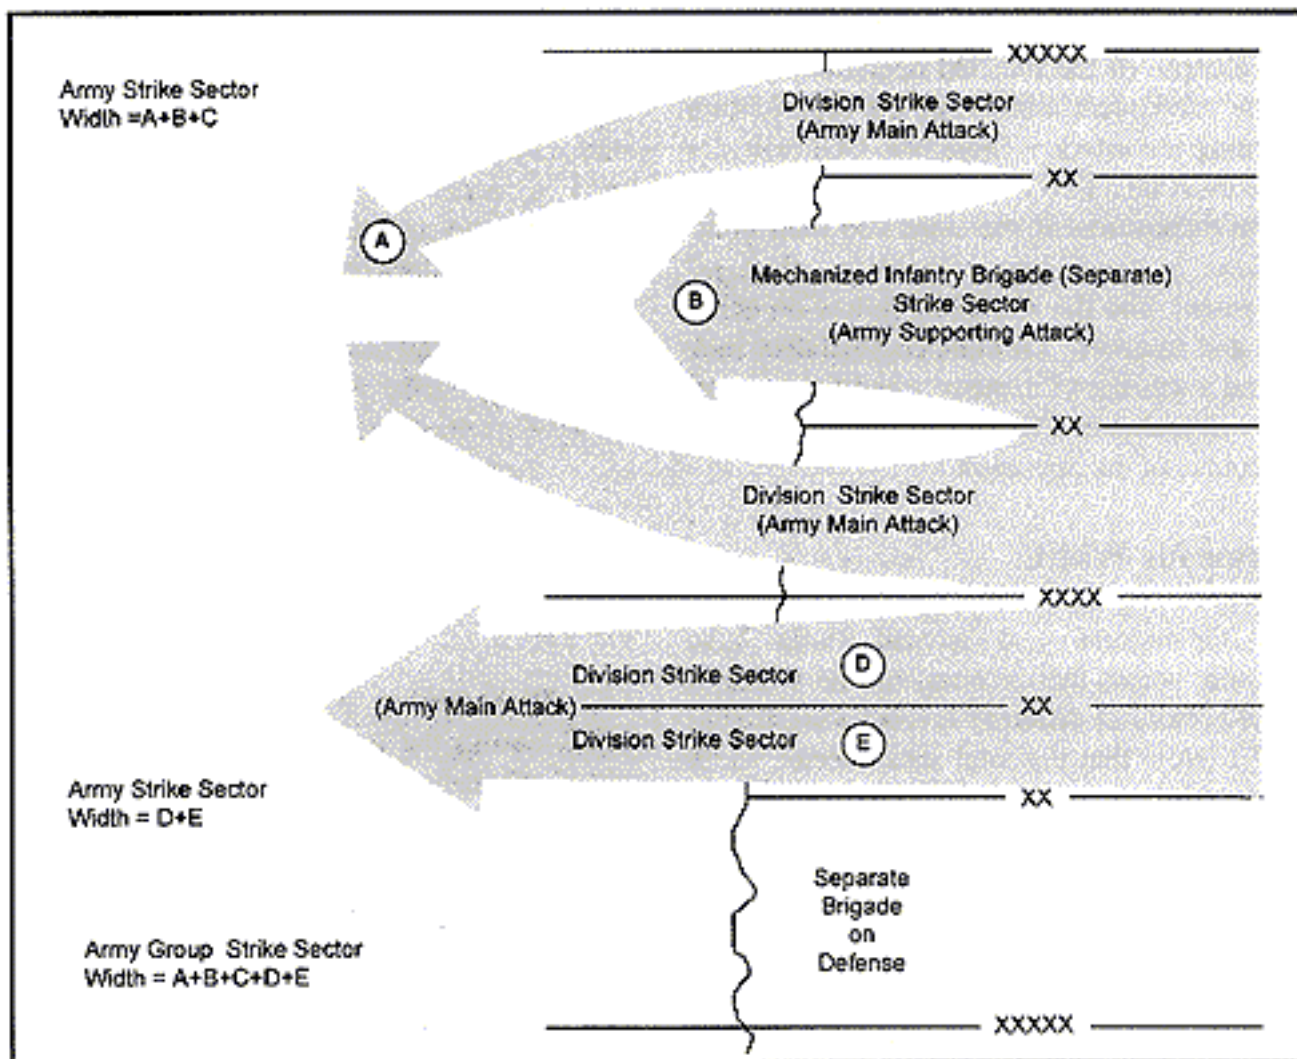 XXXXX
Army Strike Sector
Width =A+B+C
Division Strike Sector
(Army Main Attack)
XX
A
Mechanized Infantry Brigade (Separate)
B
Strike Sector
(Army Supporting Attack)
XX
Division Strike Sector
(Army Main Attack)
XXXX
D
Division Strike Sector
(Army Main Attack)
XX
Division Strike Sector
E
Army Strike Sector
Width = D+E
XX
Separate
Brigade
on
Defense
Army Group Strike Sector
Width = A+B+C+D+E
XXXXX